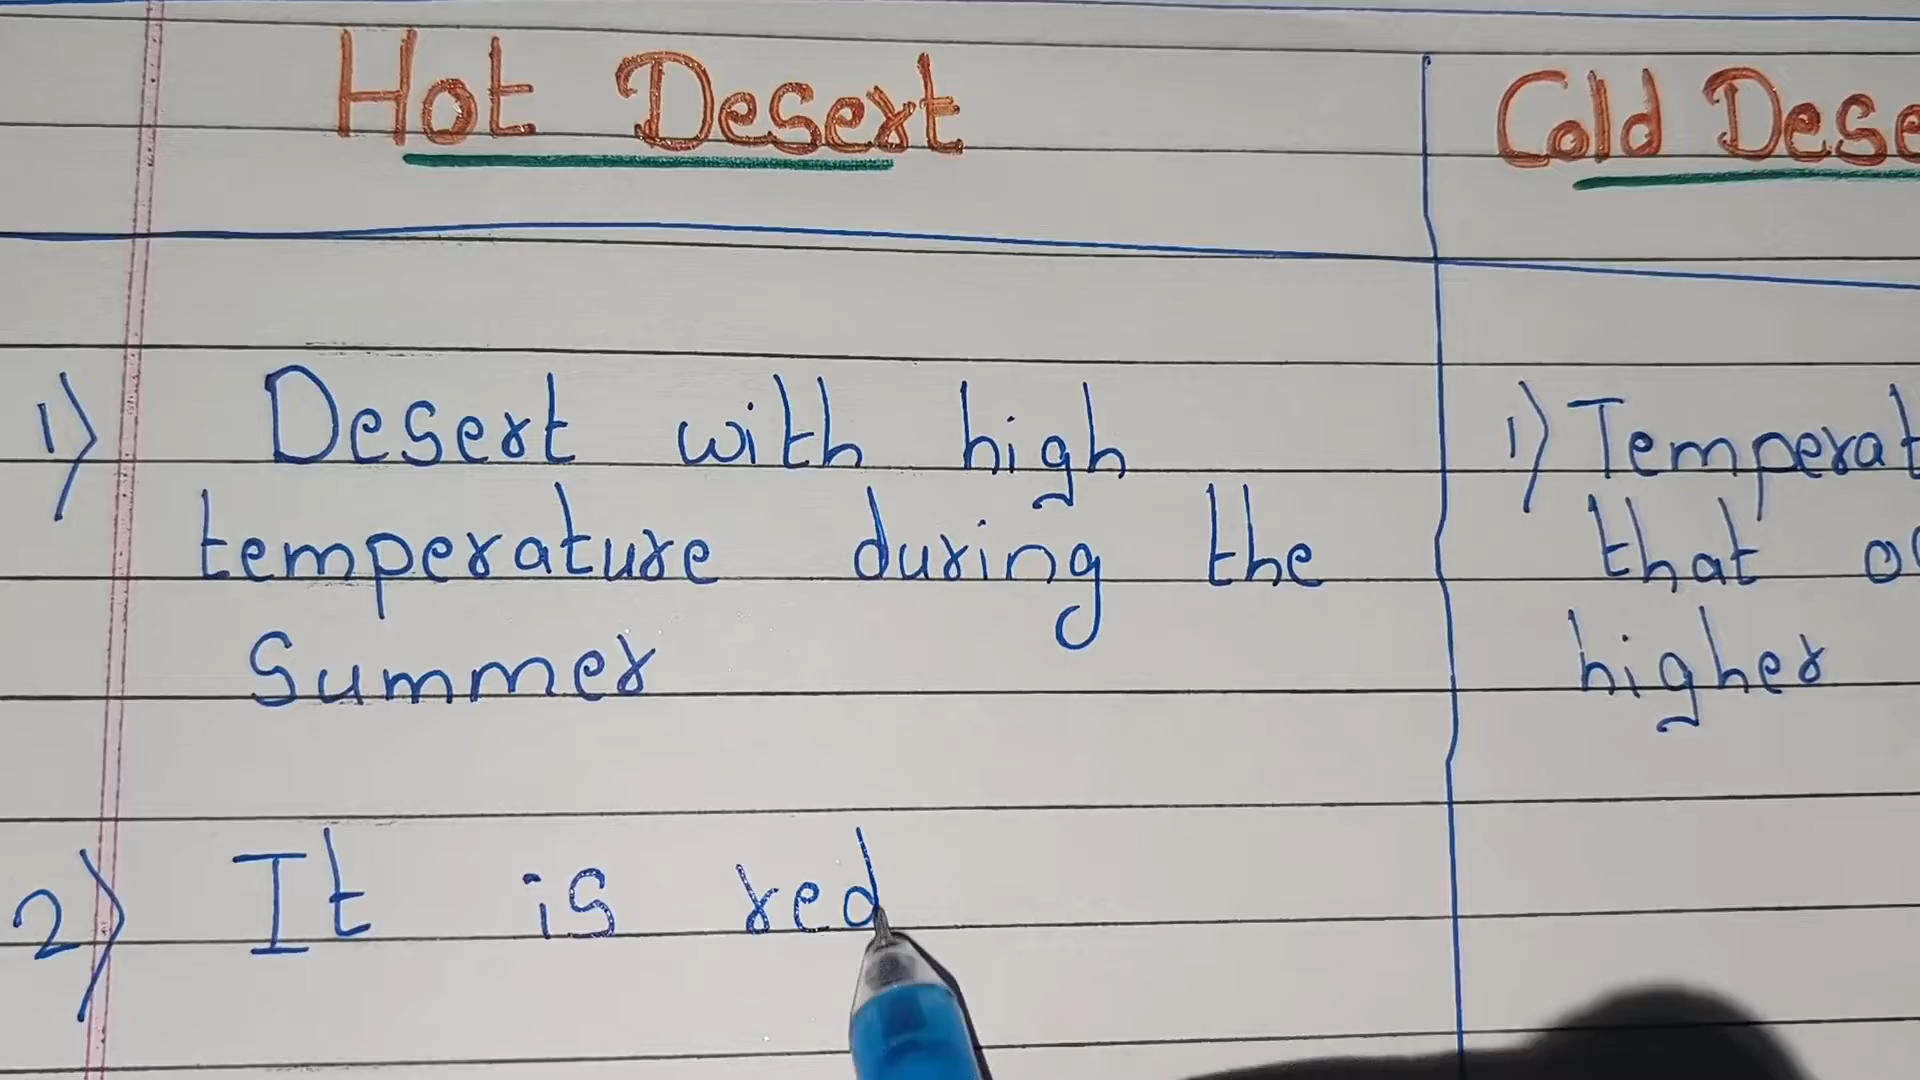 Hot Desert
Cold Dese
1) Desert with high
temperature during the
Summer
1) Temperat
that
higher
2) It is red